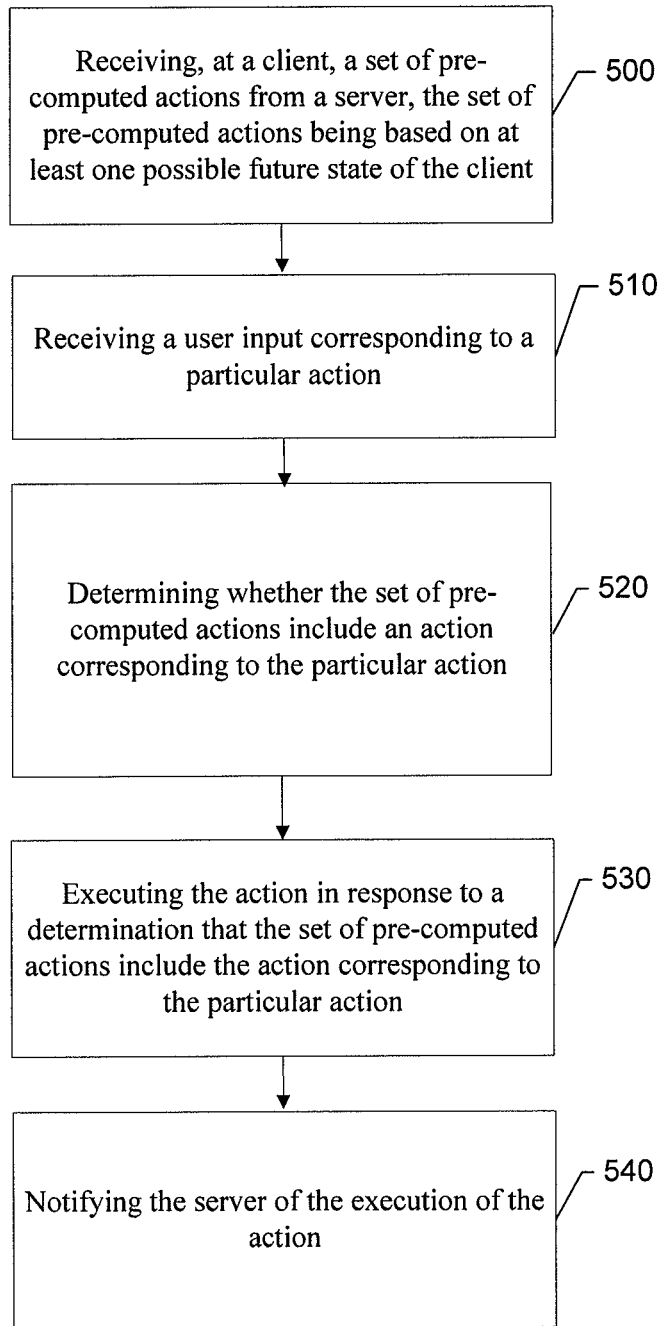 Receiving, at a client, a set of pre-
computed actions from a server, the set of
pre-computed actions being based on at
least one possible future state of the client
500
Receiving a user input corresponding to a
particular action
510
Determining whether the set of pre-
computed actions include an action
corresponding to the particular action
520
Executing the action in response to a
determination that the set of pre-computed
actions include the action corresponding to
the particular action
530
Notifying the server of the execution of the
action
540